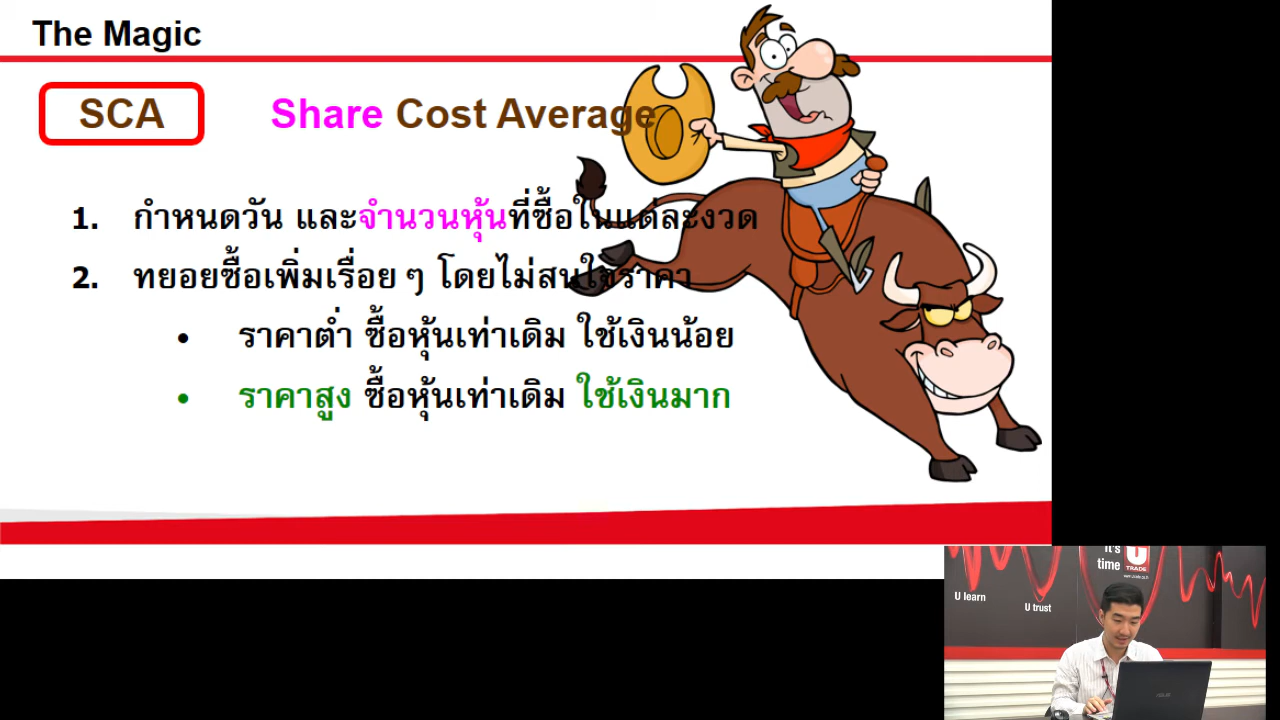 The Magic
SCA
Share Cost Average
1. กำหนดวัน และจำนวนหุ้นที่ซื้อในแต่ละงวด
2. ทยอยซื้อเพิ่มเรื่อย ๆ โดยไม่สนใจราคา
• ราคาต่ำ ซื้อหุ้นเท่าเดิม ใช้เงินน้อย
• ราคาสูง ซื้อหุ้นเท่าเดิม ใช้เงินมาก
It's
time
U
TRADE
U learn
U trust
ASUS